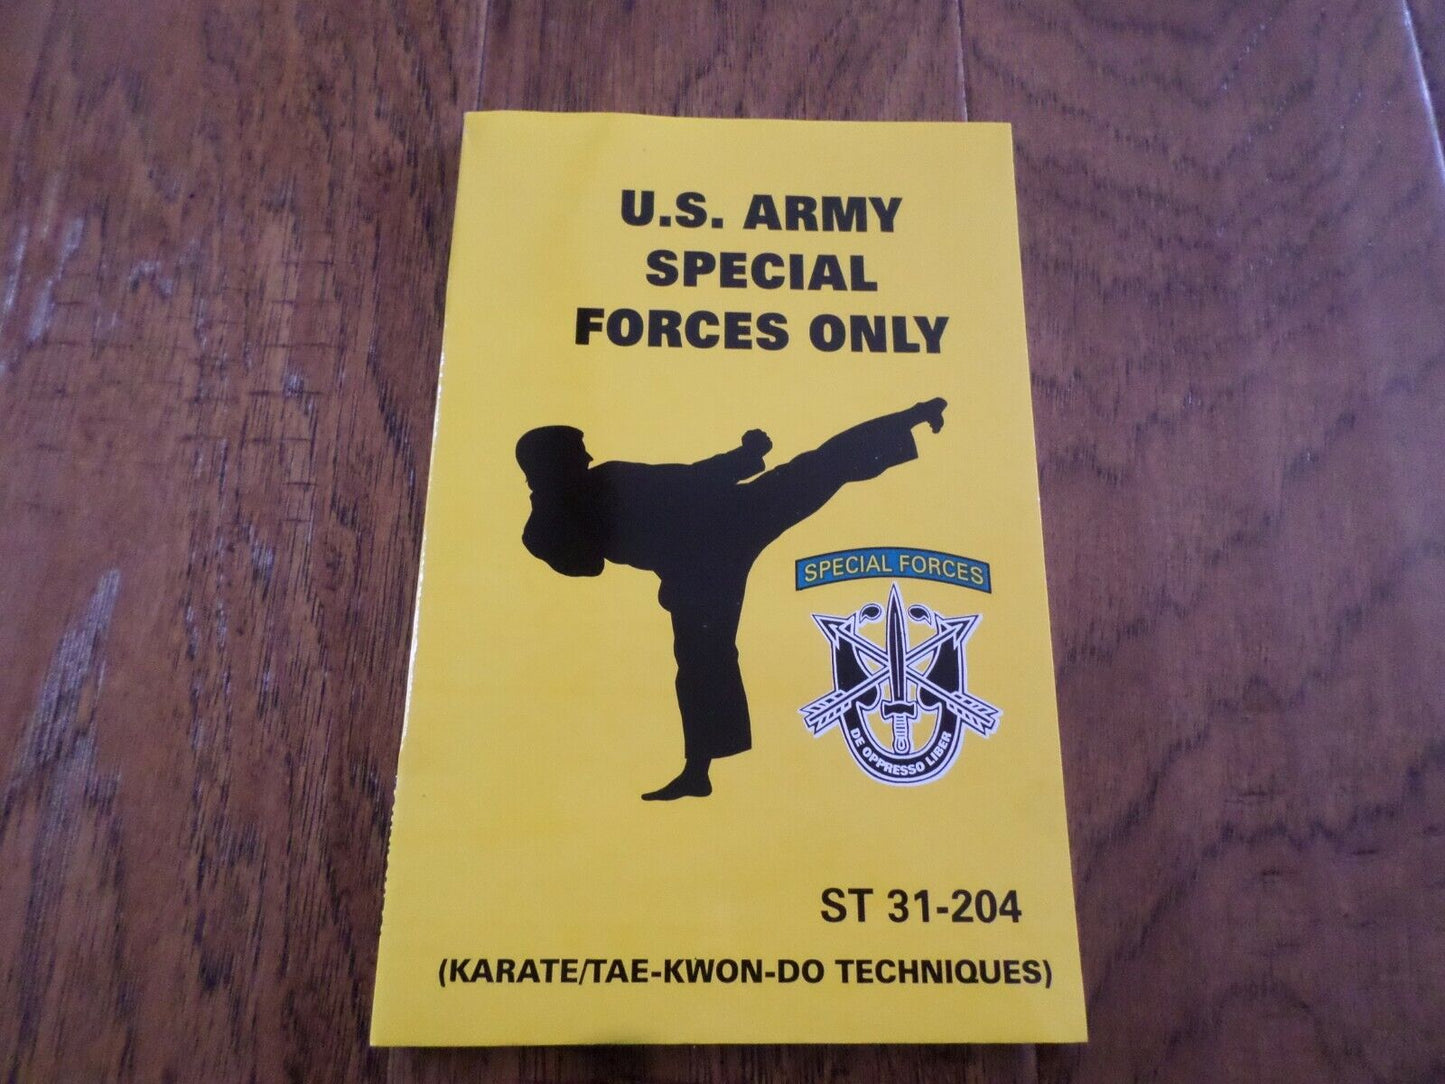 U.S. ARMY
SPECIAL
FORCES ONLY
SPECIAL FORCES
DE OPPRESSO LIBER
ST 31-204
(KARATE/TAE-KWON-DO TECHNIQUES)